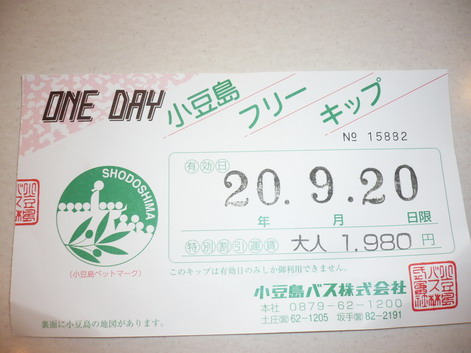 ONE DAY 小豆島フリーキップ
№ 15882
有効日
20.9.20
年 月 日限
特別割引運賃 大人 1,980 円
SHODOSHIMA
(小豆島ペットマーク)
このキップは有効日のみしか御利用できません。
小豆島バス株式会社
本社 0879-62-1200
土庄営 62-1205 坂手営 82-2191
裏面に小豆島の地図があります。